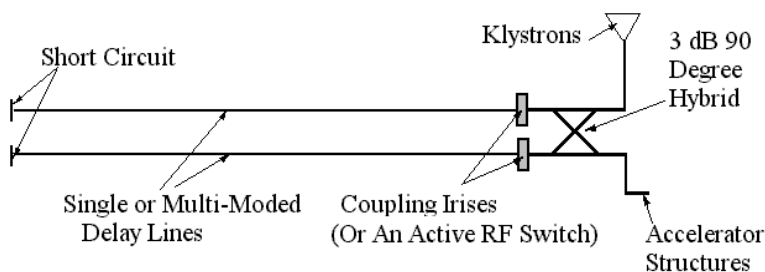 Short Circuit
Klystrons
3 dB 90
Degree
Hybrid
Single or Multi-Moded
Delay Lines
Coupling Irises
(Or An Active RF Switch)
Accelerator
Structures